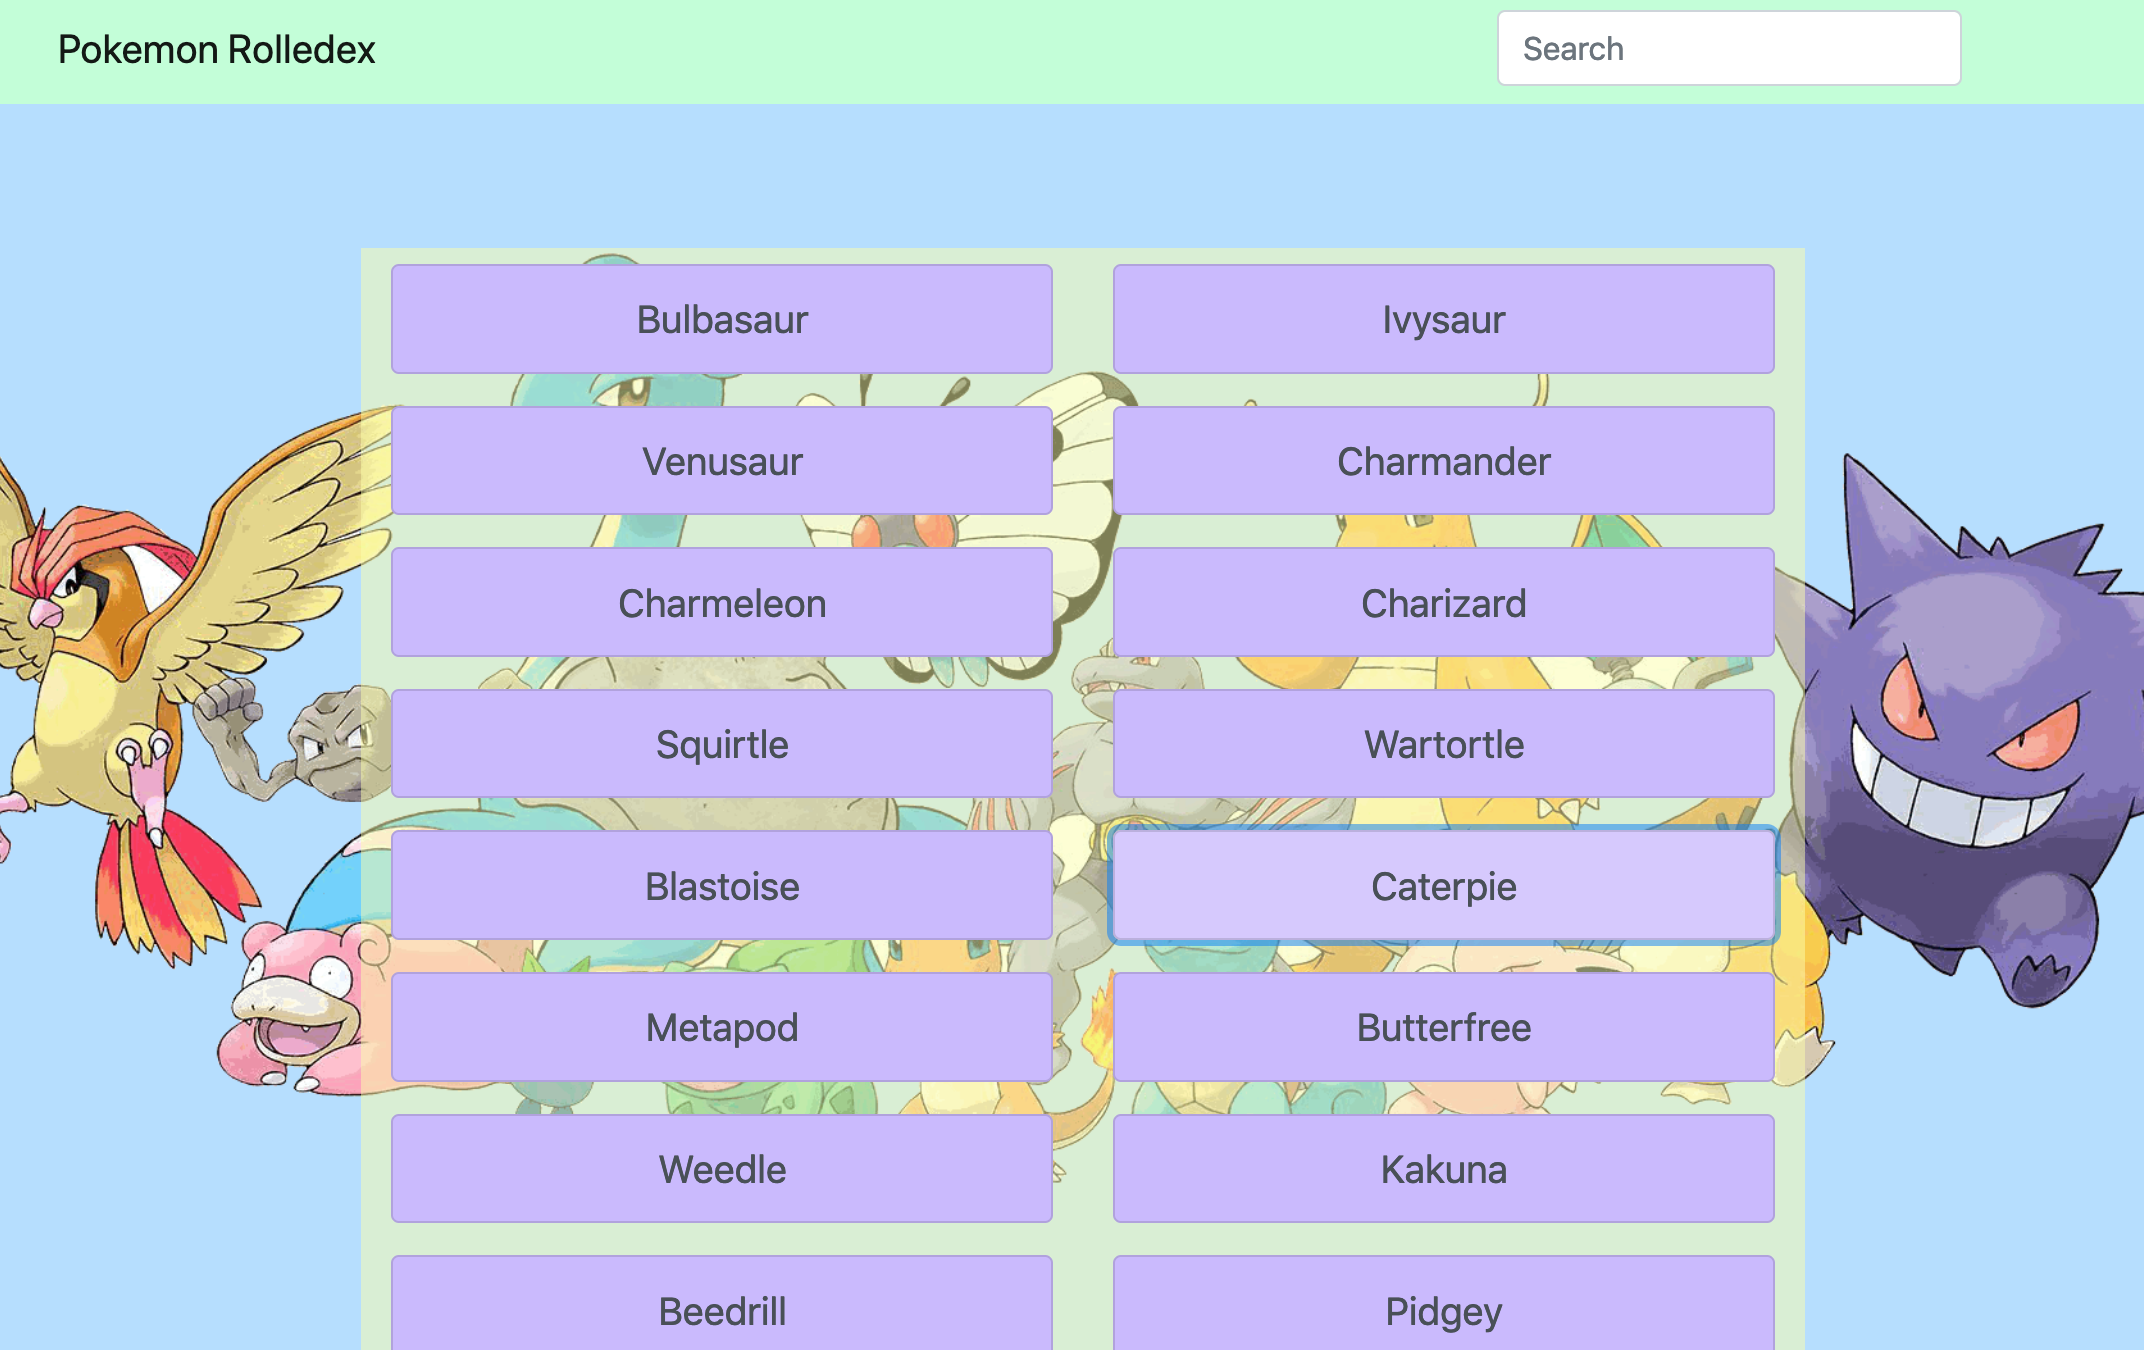 Pokemon Rolledex
Search
Bulbasaur
Ivysaur
Venusaur
Charmander
Charmeleon
Charizard
Squirtle
Wartortle
Blastoise
Caterpie
Metapod
Butterfree
Weedle
Kakuna
Beedrill
Pidgey